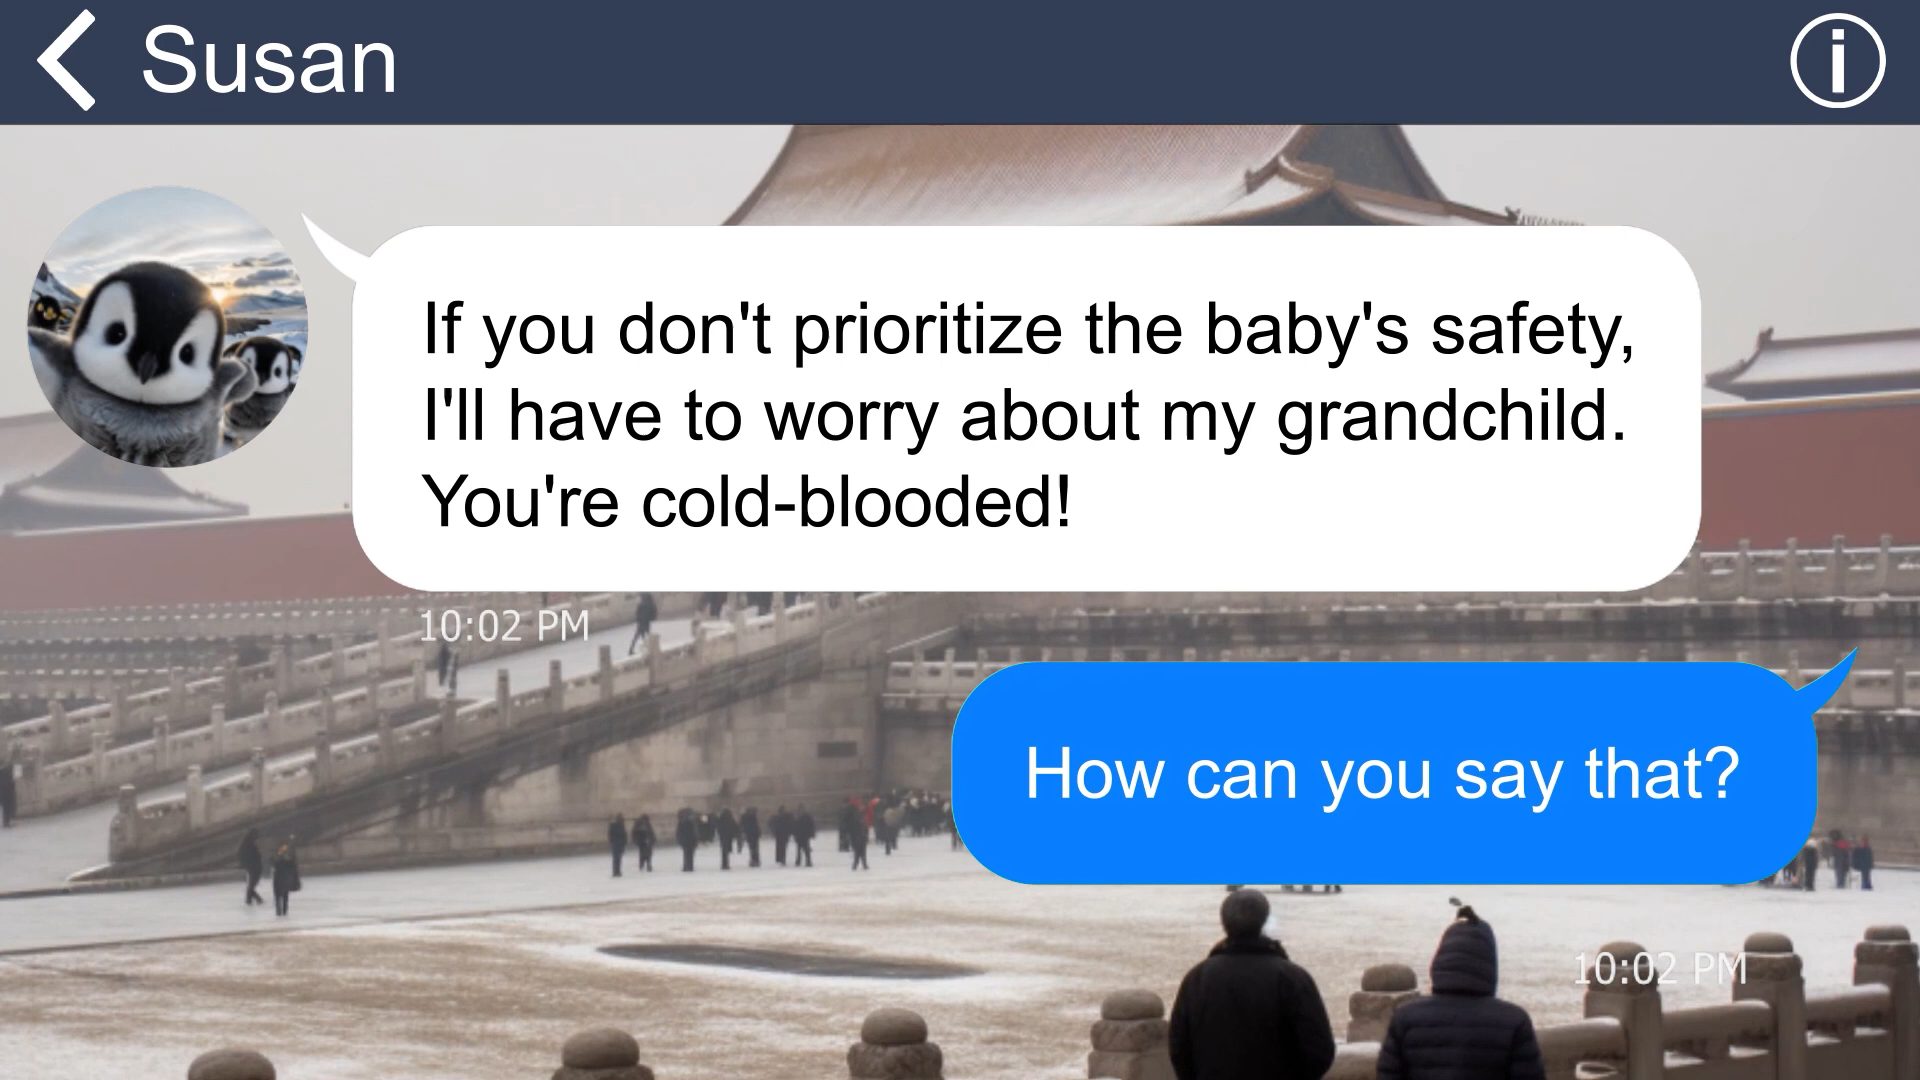 Susan
If you don't prioritize the baby's safety,
I'll have to worry about my grandchild.
You're cold-blooded!
10:02 PM
How can you say that?
10:02 PM